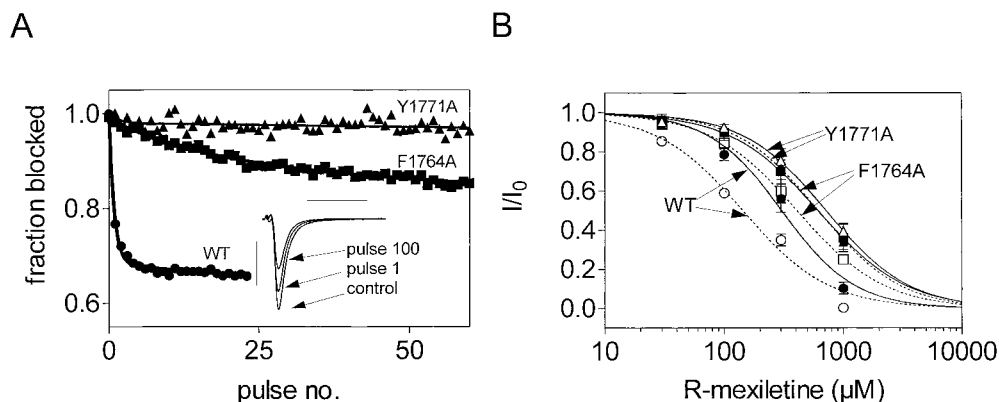 A
fraction blocked
1.0
0.8
0.6
0
25
50
pulse no.
Y1771A
F1764A
WT
pulse 100
pulse 1
control
B
I/I₀
1.0
0.8
0.6
0.4
0.2
0.0
10
100
1000
10000
R-mexiletine (µM)
Y1771A
F1764A
WT